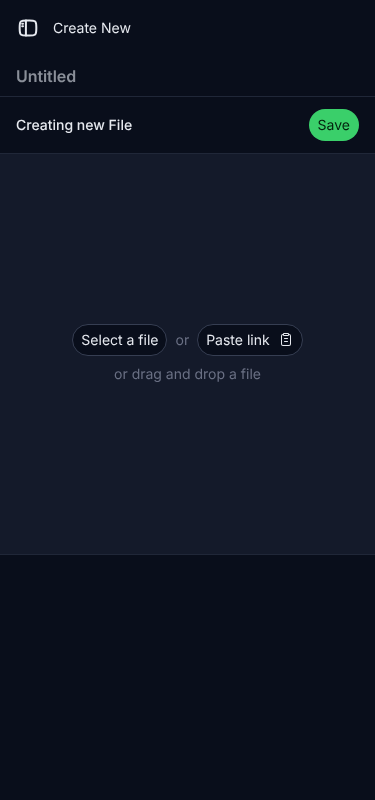 Create New
Untitled
Creating new File Save
Select a file or Paste link
or drag and drop a file